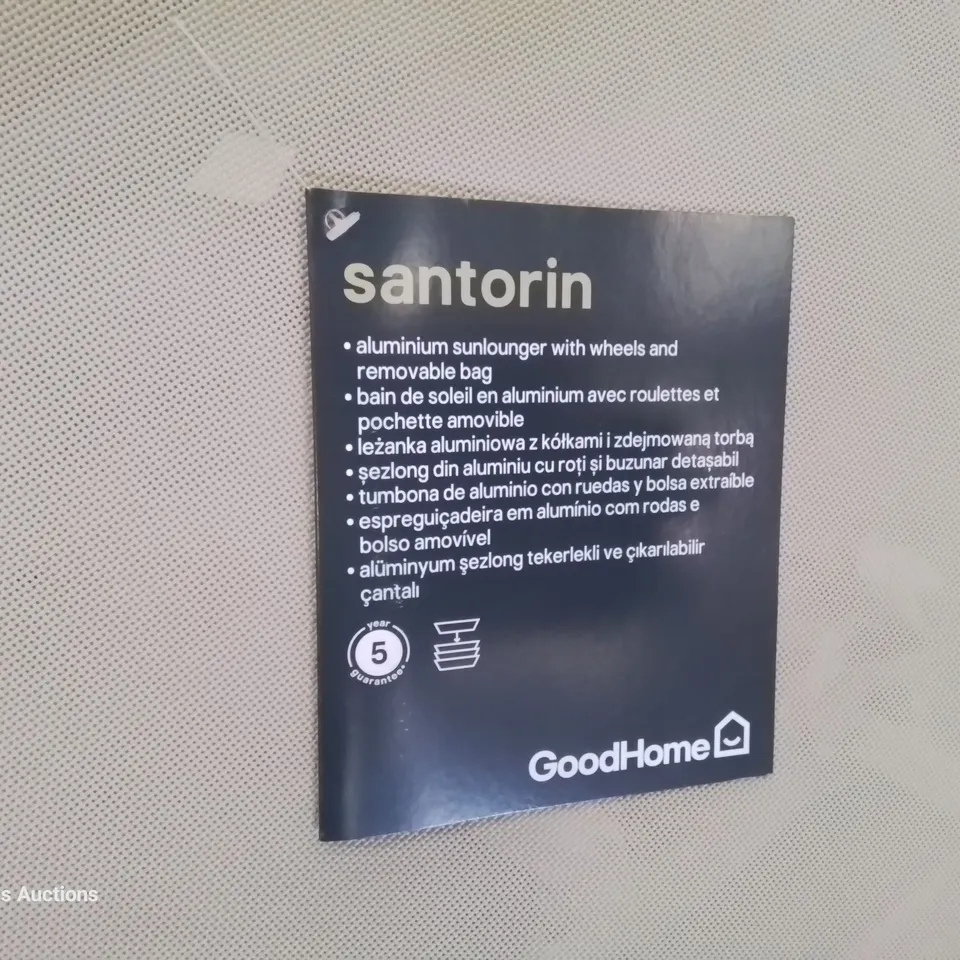 santorin
• aluminium sunlounger with wheels and
removable bag
• bain de soleil en aluminium avec roulettes et
pochette amovible
• leżanka aluminiowa z kółkami i zdejmowaną torbą
• șezlong din aluminiu cu roți și buzunar detașabil
• tumbona de aluminio con ruedas y bolsa extraíble
• espreguiçadeira em alumínio com rodas e
bolso amovível
• alüminyum şezlong tekerlekli ve çıkarılabilir
çantalı
year
5
guarantee*
GoodHome
s Auctions